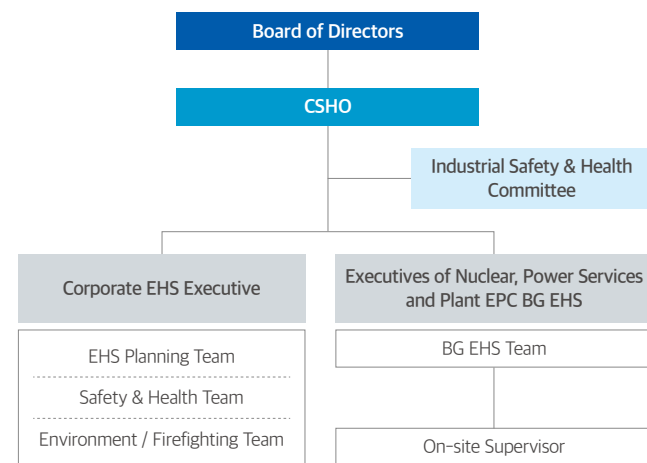 Board of Directors
CSHO
Industrial Safety & Health
Committee
Corporate EHS Executive
Executives of Nuclear, Power Services
and Plant EPC BG EHS
EHS Planning Team
Safety & Health Team
Environment / Firefighting Team
BG EHS Team
On-site Supervisor